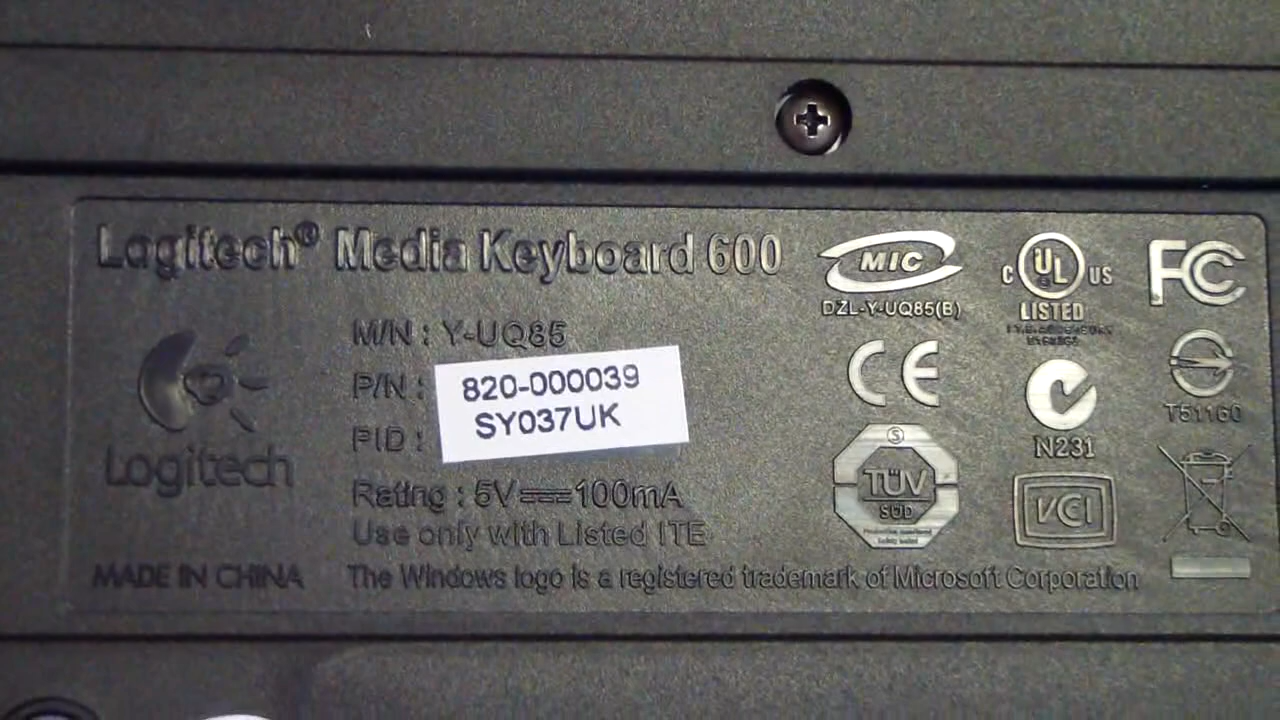 Logitech® Media Keyboard 600
M/N : Y-UQ85
P/N : 820-000039
PID : SY037UK
Rating : 5V⎓100mA
Use only with Listed ITE
Logitech
MADE IN CHINA
The Windows logo is a registered trademark of Microsoft Corporation
MIC
DZL-Y-UQ85(B)
C UL US
LISTED
FC
CE
N231
T51160
S
TÜV
SÜD
VCI